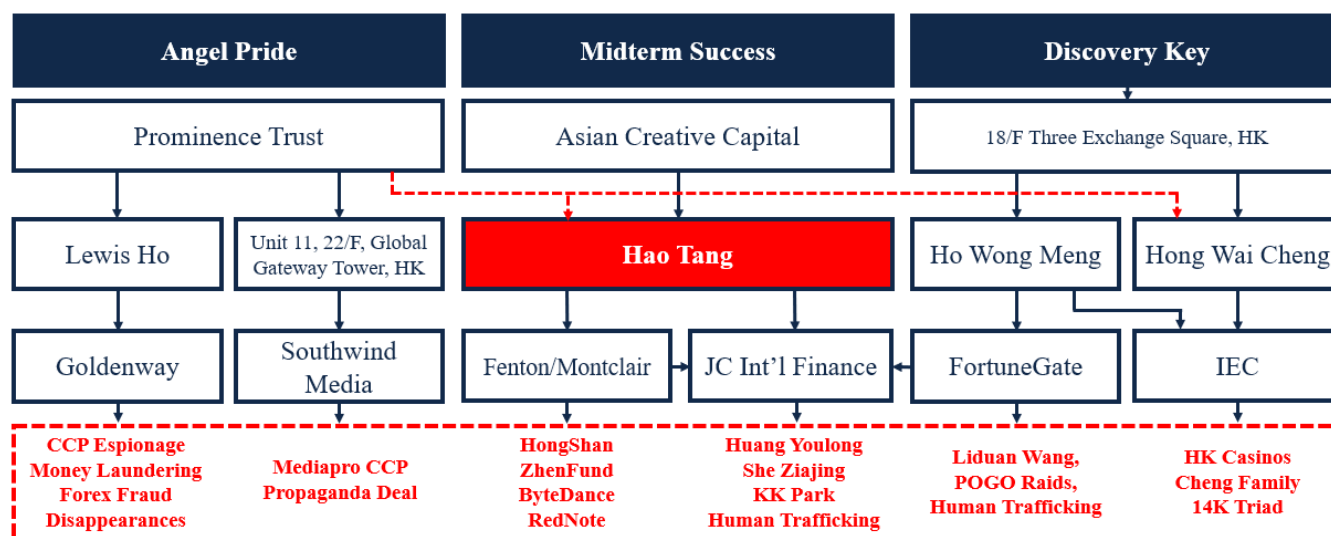 Angel Pride
Midterm Success
Discovery Key
Prominence Trust
Asian Creative Capital
18/F Three Exchange Square, HK
Lewis Ho
Unit 11, 22/F, Global
Gateway Tower, HK
Hao Tang
Ho Wong Meng
Hong Wai Cheng
Goldenway
Southwind
Media
Fenton/Montclair
JC Int'l Finance
FortuneGate
IEC
CCP Espionage
Money Laundering
Forex Fraud
Disappearances
Mediapro CCP
Propaganda Deal
HongShan
ZhenFund
ByteDance
RedNote
Huang Youlong
She Ziajing
KK Park
Human Trafficking
Liduan Wang,
POGO Raids,
Human Trafficking
HK Casinos
Cheng Family
14K Triad